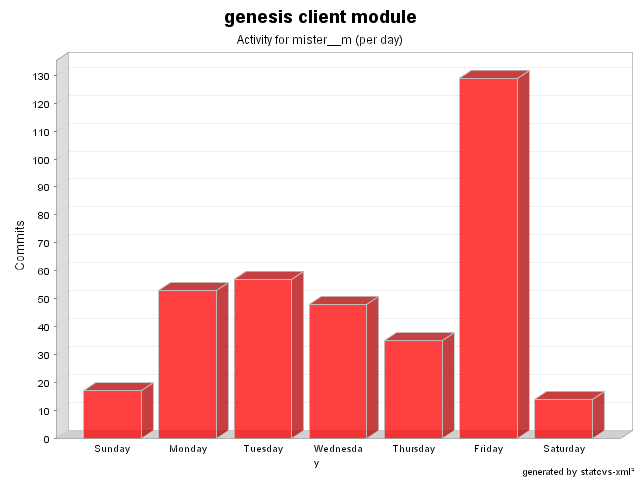 genesis client module
Activity for mister__m (per day)
Commits
130
120
110
100
90
80
70
60
50
40
30
20
10
0
Sunday
Monday
Tuesday
Wednesda
y
Thursday
Friday
Saturday
generated by statcvs-xml²